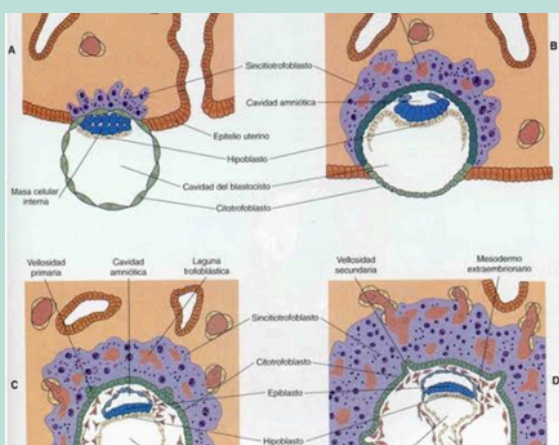 A
B
Sincitiotrofoblasto
Cavidad amniótica
Epitelio uterino
Hipoblasto
Masa celular
interna
Cavidad del blastocisto
Citotrofoblasto
Vellosidad
primaria
Cavidad
amniótica
Laguna
trofoblástica
Vellosidad
secundaria
Mesodermo
extraembrionario
Sincitiotrofoblasto
Citotrofoblasto
C
Epiblasto
D
Hipoblasto